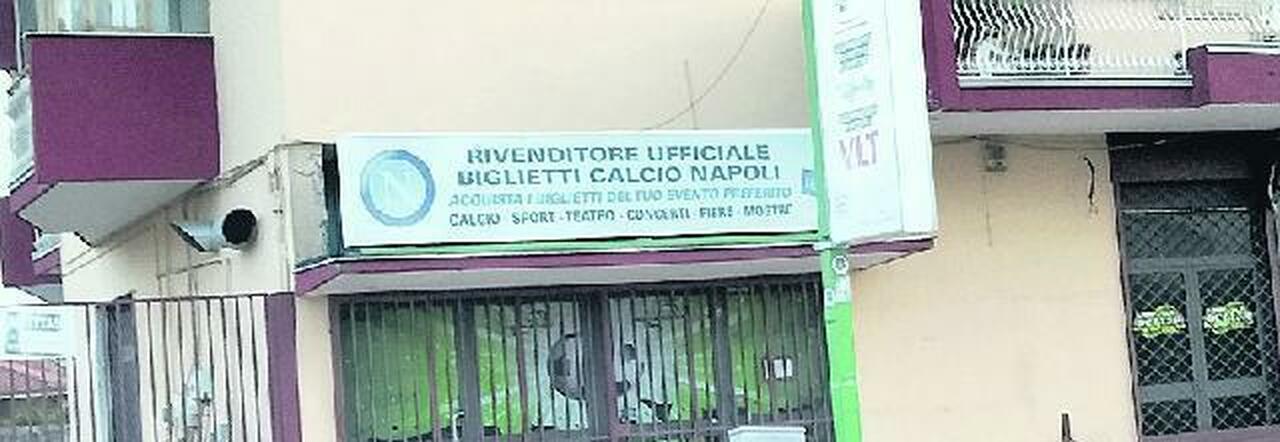 N
RIVENDITORE UFFICIALE
BIGLIETTI CALCIO NAPOLI
ACQUISTA I BIGLIETTI DEL TUO EVENTO PREFERITO
CALCIO - SPORT - TEATRO - CONCERTI - FIERE - MOSTRE
VLT